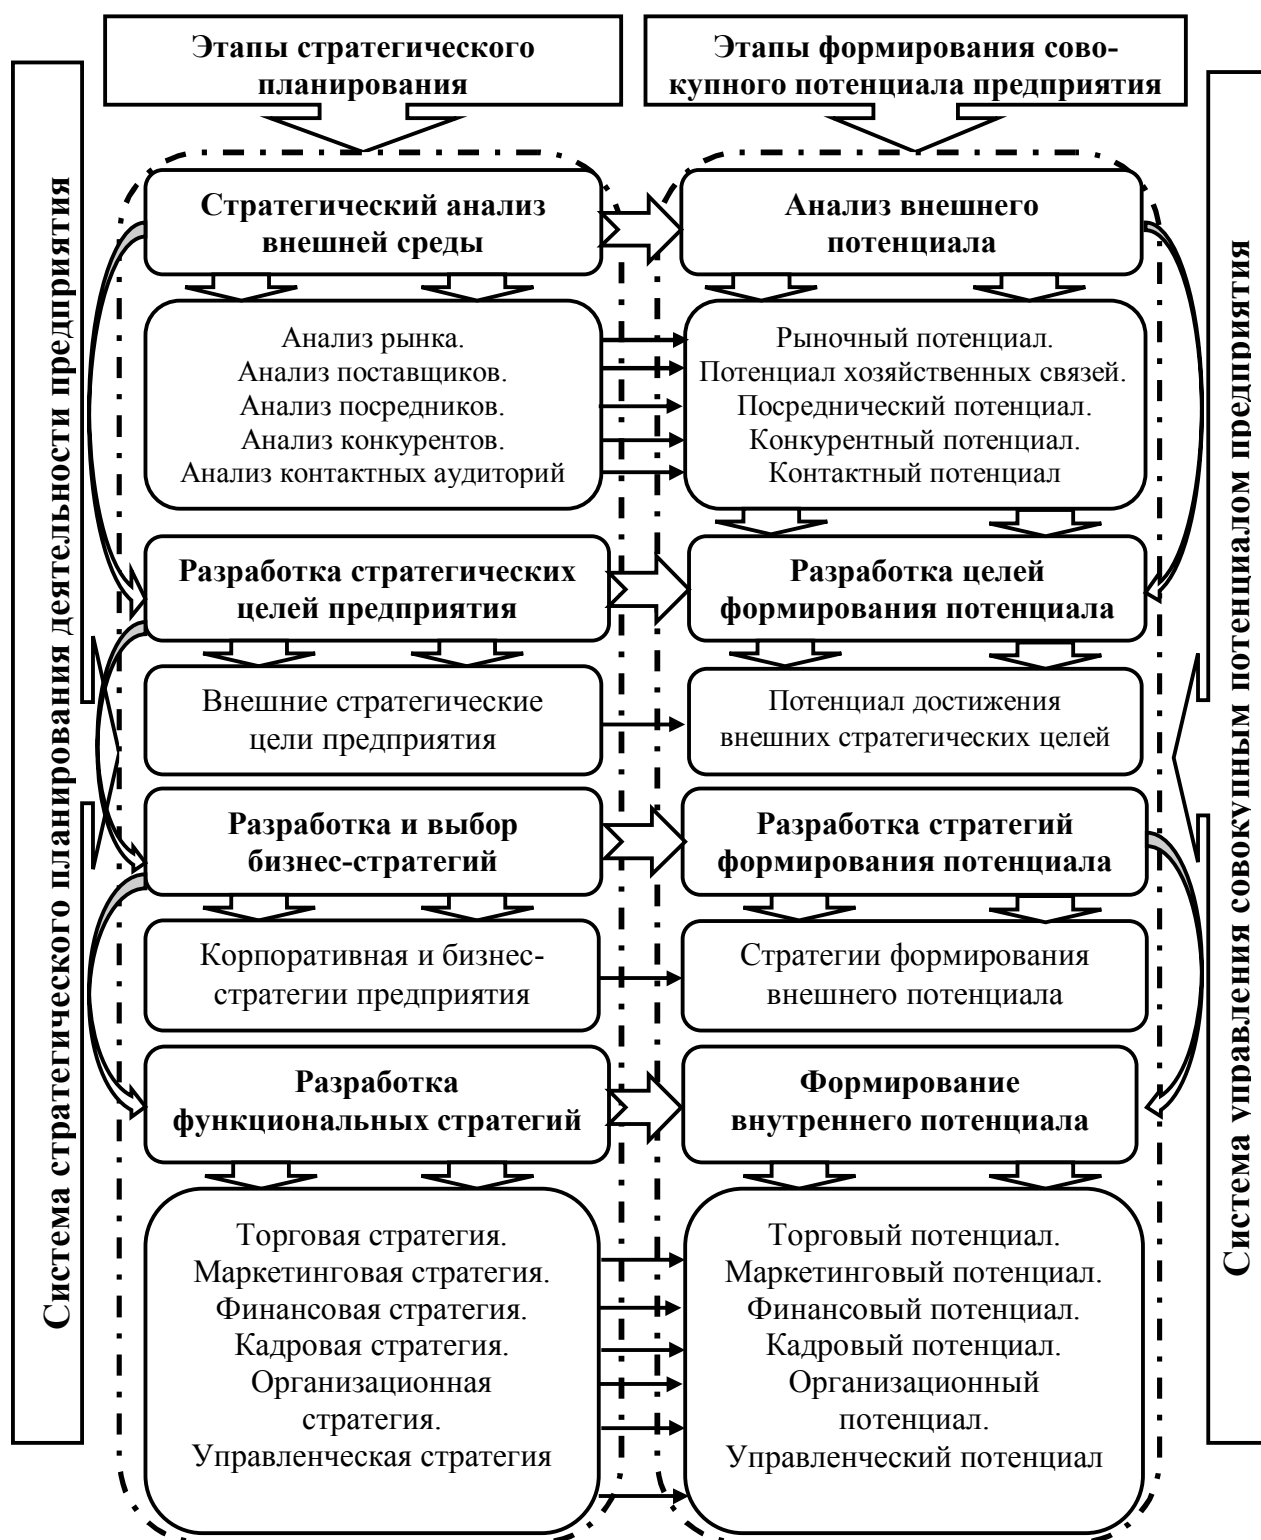 Этапы стратегического
планирования
Этапы формирования сово-
купного потенциала предприятия
Система стратегического планирования деятельности предприятия
Стратегический анализ
внешней среды
Анализ внешнего
потенциала
Анализ рынка.
Анализ поставщиков.
Анализ посредников.
Анализ конкурентов.
Анализ контактных аудиторий
Рыночный потенциал.
Потенциал хозяйственных связей.
Посреднический потенциал.
Конкурентный потенциал.
Контактный потенциал
Разработка стратегических
целей предприятия
Разработка целей
формирования потенциала
Внешние стратегические
цели предприятия
Потенциал достижения
внешних стратегических целей
Разработка и выбор
бизнес-стратегий
Разработка стратегий
формирования потенциала
Корпоративная и бизнес-
стратегии предприятия
Стратегии формирования
внешнего потенциала
Разработка
функциональных стратегий
Формирование
внутреннего потенциала
Торговая стратегия.
Маркетинговая стратегия.
Финансовая стратегия.
Кадровая стратегия.
Организационная
стратегия.
Управленческая стратегия
Торговый потенциал.
Маркетинговый потенциал.
Финансовый потенциал.
Кадровый потенциал.
Организационный
потенциал.
Управленческий потенциал
Система управления совокупным потенциалом предприятия